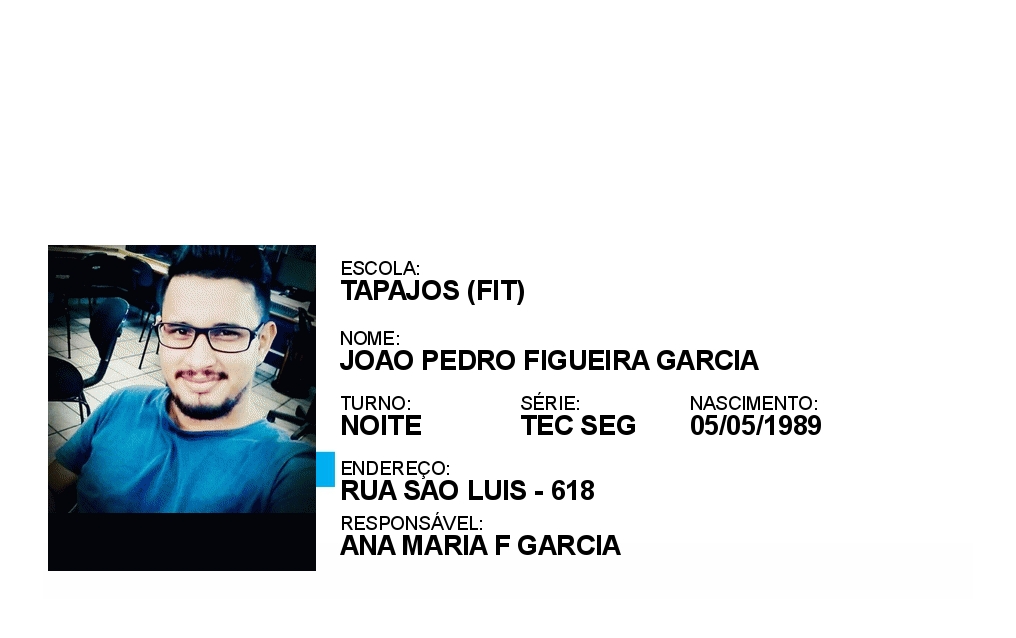 ESCOLA:
TAPAJOS (FIT)
NOME:
JOAO PEDRO FIGUEIRA GARCIA
TURNO: SÉRIE: NASCIMENTO:
NOITE TEC SEG 05/05/1989
ENDEREÇO:
RUA SAO LUIS - 618
RESPONSÁVEL:
ANA MARIA F GARCIA